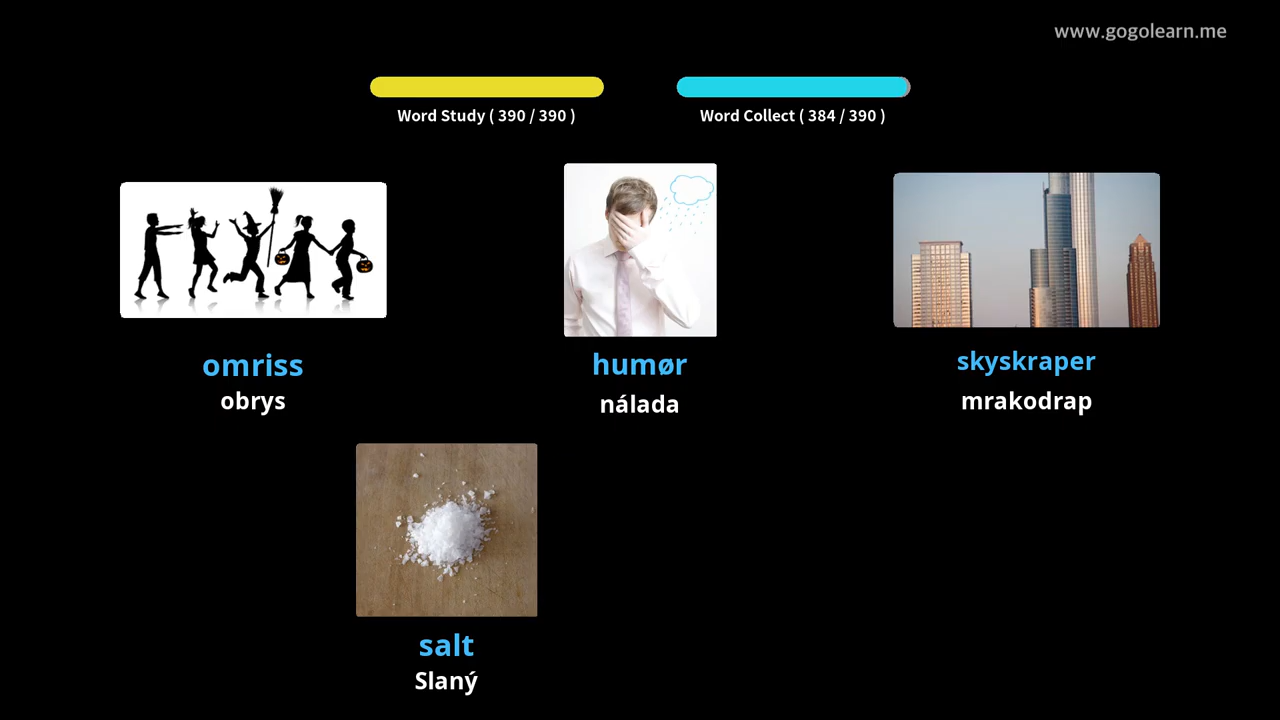 www.gogolearn.me
Word Study ( 390 / 390 )
Word Collect ( 384 / 390 )
omriss
obrys
humør
nálada
skyskraper
mrakodrap
salt
Slaný